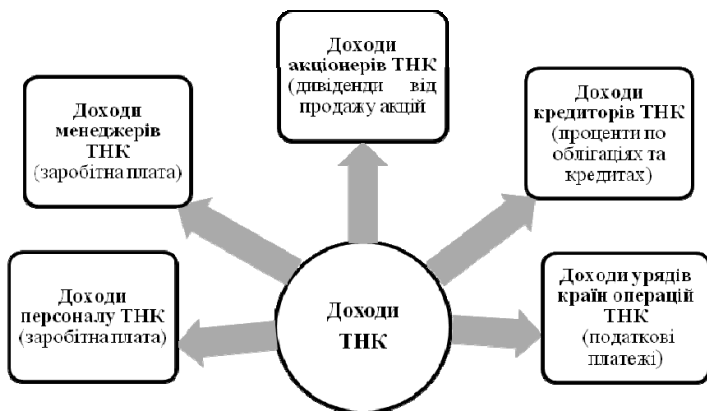 Доходи
акціонерів ТНК
(дивіденди від
продажу акцій
Доходи
менеджерів
ТНК
(заробітна плата)
Доходи
кредиторів ТНК
(проценти по
облігаціях та
кредитах)
Доходи
персоналу ТНК
(заробітна плата)
Доходи
ТНК
Доходи урядів
країн операцій
ТНК
(податкові
платежі)